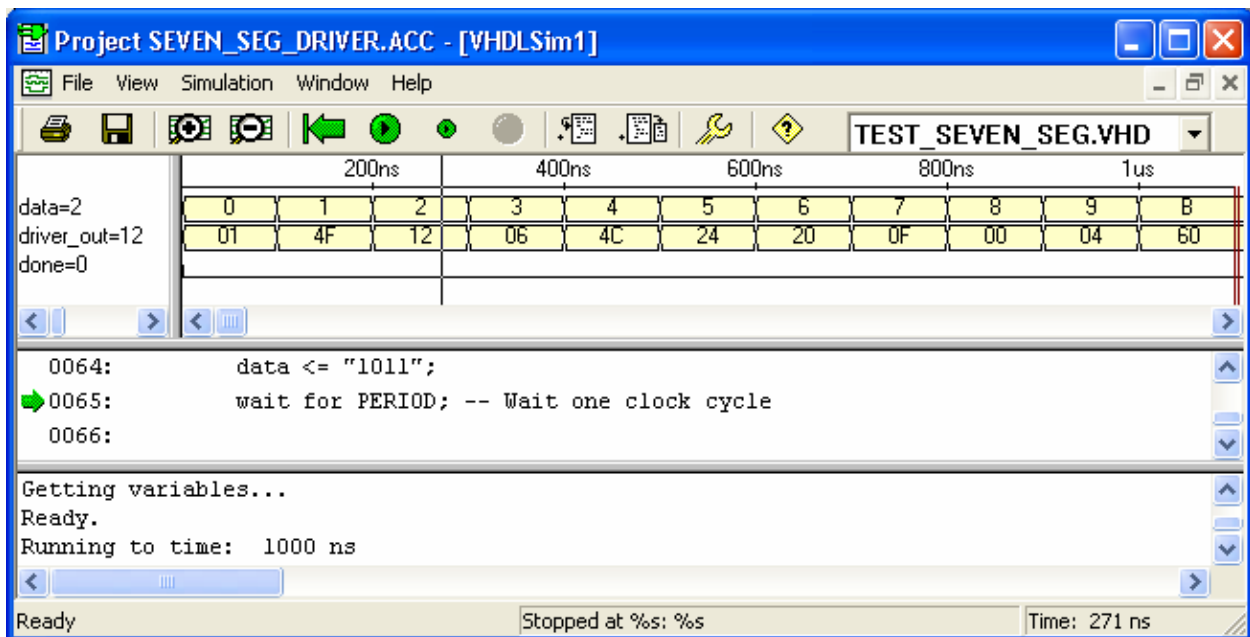 Project SEVEN_SEG_DRIVER.ACC - [VHDLSim1]
File View Simulation Window Help
TEST_SEVEN_SEG.VHD
200ns 400ns 600ns 800ns 1us
data=2 0 1 2 3 4 5 6 7 8 9 B
driver_out=12 01 4F 12 06 4C 24 20 0F 00 04 60
done=0
0064: data <= "1011";
0065: wait for PERIOD; -- Wait one clock cycle
0066:
Getting variables...
Ready.
Running to time: 1000 ns
Ready Stopped at %s: %s Time: 271 ns